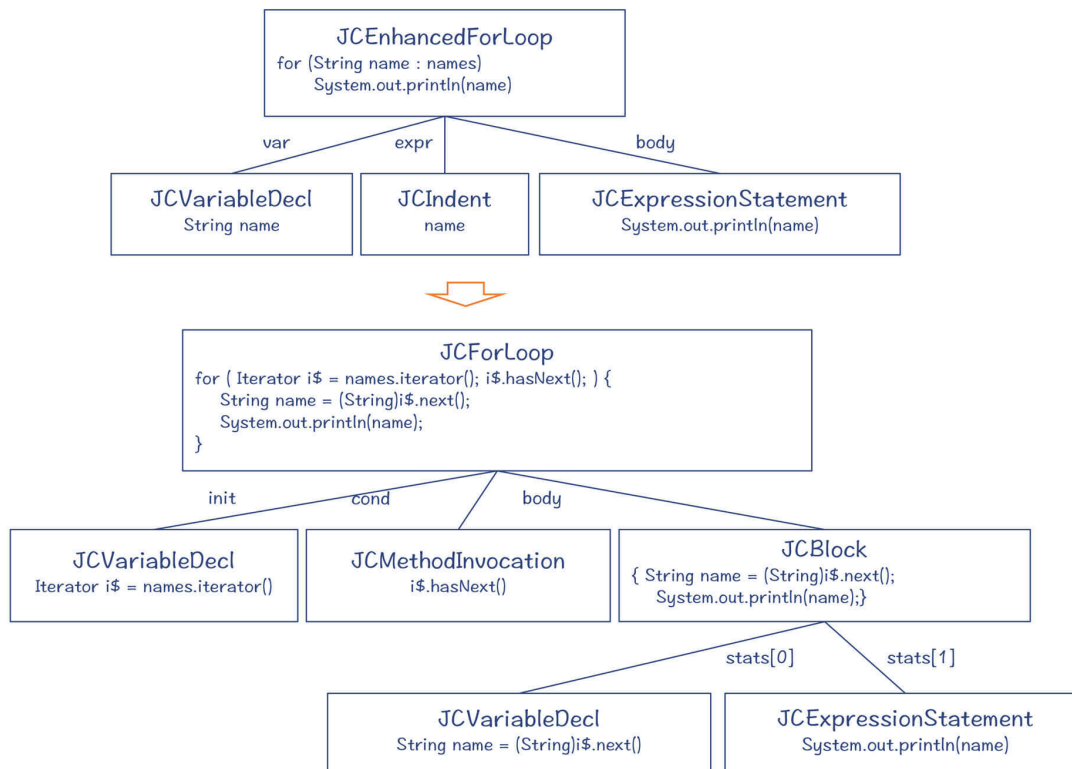 JCEnhancedForLoop
for (String name : names)
System.out.println(name)
var
expr
body
JCVariableDecl
String name
JCIndent
name
JCExpressionStatement
System.out.println(name)
JCForLoop
for ( Iterator i$ = names.iterator(); i$.hasNext(); ) {
String name = (String)i$.next();
System.out.println(name);
}
init
cond
body
JCVariableDecl
Iterator i$ = names.iterator()
JCMethodInvocation
i$.hasNext()
JCBlock
{ String name = (String)i$.next();
System.out.println(name);}
stats[0]
stats[1]
JCVariableDecl
String name = (String)i$.next()
JCExpressionStatement
System.out.println(name)